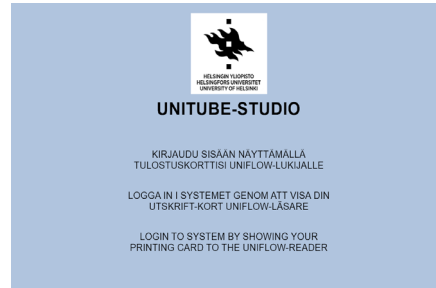 HELSINGIN YLIOPISTO
HELSINGFORS UNIVERSITET
UNIVERSITY OF HELSINKI
UNITUBE-STUDIO
KIRJAUDU SISÄÄN NÄYTTÄMÄLLÄ
TULOSTUSKORTTISI UNIFLOW-LUKIJALLE
LOGGA IN I SYSTEMET GENOM ATT VISA DIN
UTSKRIFT-KORT UNIFLOW-LÄSARE
LOGIN TO SYSTEM BY SHOWING YOUR
PRINTING CARD TO THE UNIFLOW-READER